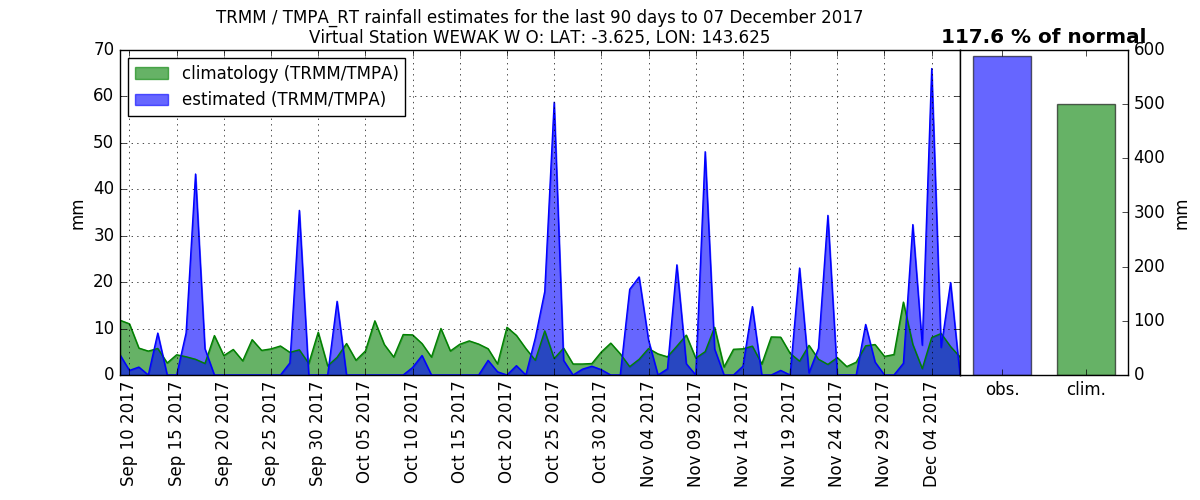 TRMM / TMPA_RT rainfall estimates for the last 90 days to 07 December 2017
Virtual Station WEWAK W O: LAT: -3.625, LON: 143.625
117.6 % of normal
climatology (TRMM/TMPA)
estimated (TRMM/TMPA)
70
60
50
40
30
20
10
0
mm
Sep 10 2017
Sep 15 2017
Sep 20 2017
Sep 25 2017
Sep 30 2017
Oct 05 2017
Oct 10 2017
Oct 15 2017
Oct 20 2017
Oct 25 2017
Oct 30 2017
Nov 04 2017
Nov 09 2017
Nov 14 2017
Nov 19 2017
Nov 24 2017
Nov 29 2017
Dec 04 2017
obs.
clim.
600
500
400
300
200
100
0
mm